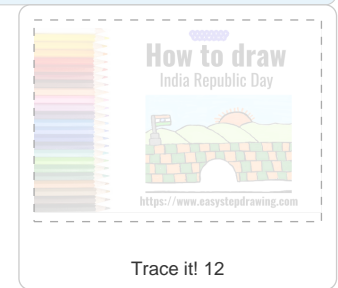 How to draw
India Republic Day
https://www.easystepdrawing.com
Trace it! 12